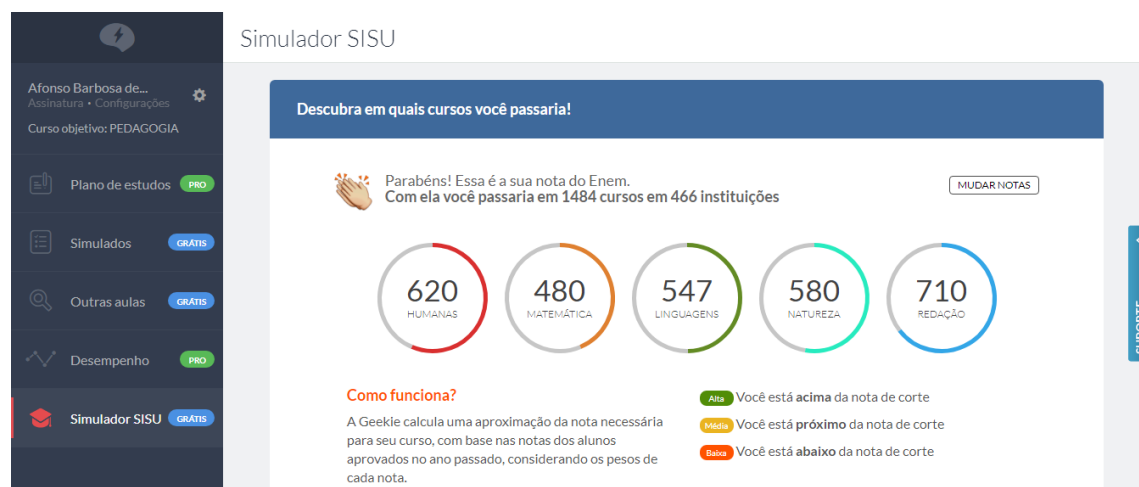 Simulador SISU
Afonso Barbosa de...
Assinatura • Configurações
Curso objetivo: PEDAGOGIA
Plano de estudos PRO
Simulados GRÁTIS
Outras aulas GRÁTIS
Desempenho PRO
Simulador SISU GRÁTIS
Descubra em quais cursos você passaria!
Parabéns! Essa é a sua nota do Enem.
Com ela você passaria em 1484 cursos em 466 instituições
MUDAR NOTAS
620
HUMANAS
480
MATEMÁTICA
547
LINGUAGENS
580
NATUREZA
710
REDAÇÃO
Como funciona?
A Geekie calcula uma aproximação da nota necessária
para seu curso, com base nas notas dos alunos
aprovados no ano passado, considerando os pesos de
cada nota.
Alta Você está acima da nota de corte
Média Você está próximo da nota de corte
Baixa Você está abaixo da nota de corte
SUPORTE